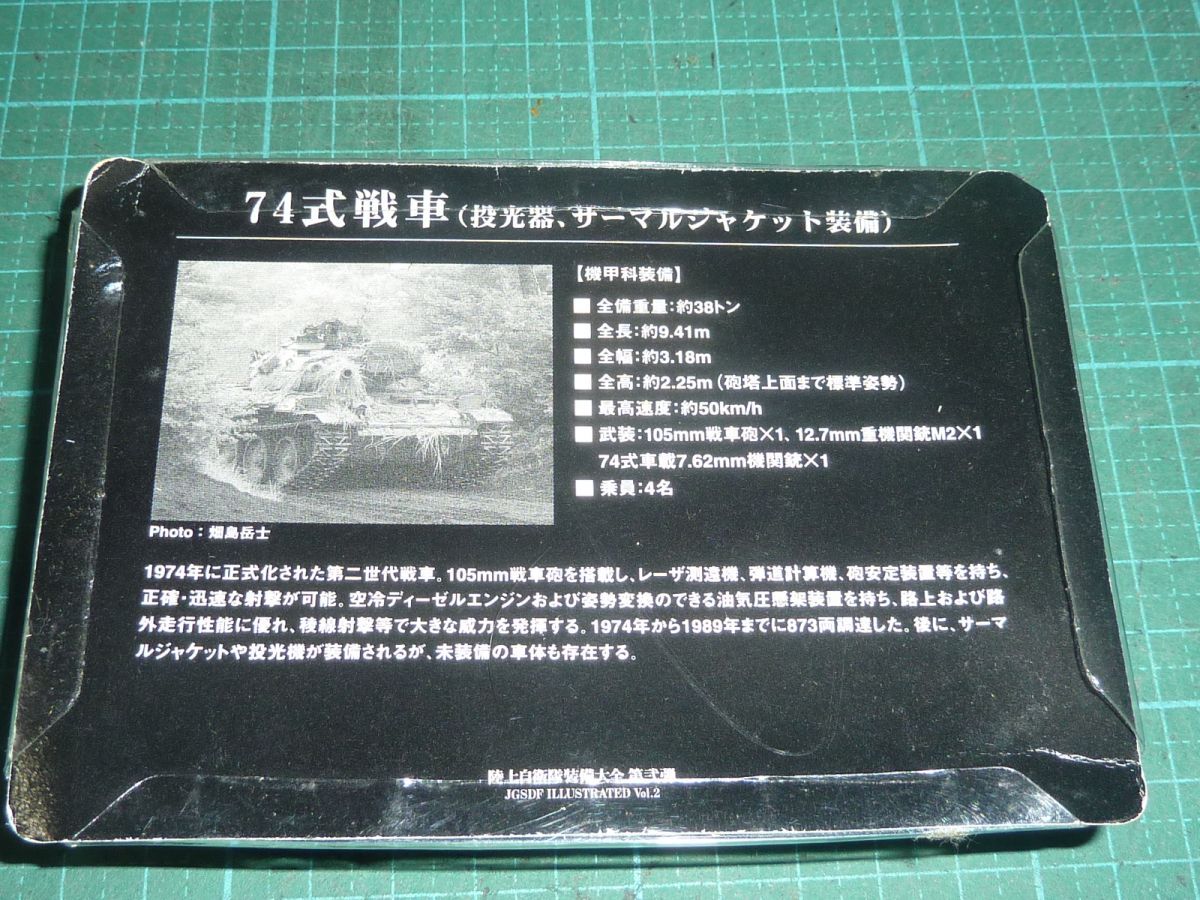 74式戦車(投光器、サーマルジャケット装備)
【機甲科装備】
■ 全備重量：約38トン
■ 全長：約9.41m
■ 全幅：約3.18m
■ 全高：約2.25m(砲塔上面まで標準姿勢)
■ 最高速度：約50km/h
■ 武装：105mm戦車砲×1、12.7mm重機関銃M2×1
74式車載7.62mm機関銃×1
■ 乗員：4名
Photo：畑島岳士
1974年に正式化された第二世代戦車。105mm戦車砲を搭載し、レーザ測遠機、弾道計算機、砲安定装置等を持ち、
正確・迅速な射撃が可能。空冷ディーゼルエンジンおよび姿勢変換のできる油気圧懸架装置を持ち、路上および路
外走行性能に優れ、稜線射撃等で大きな威力を発揮する。1974年から1989年までに873両調達した。後に、サーマ
ルジャケットや投光機が装備されるが、未装備の車体も存在する。
陸上自衛隊装備大全 第弐弾
JGSDF ILLUSTRATED Vol.2